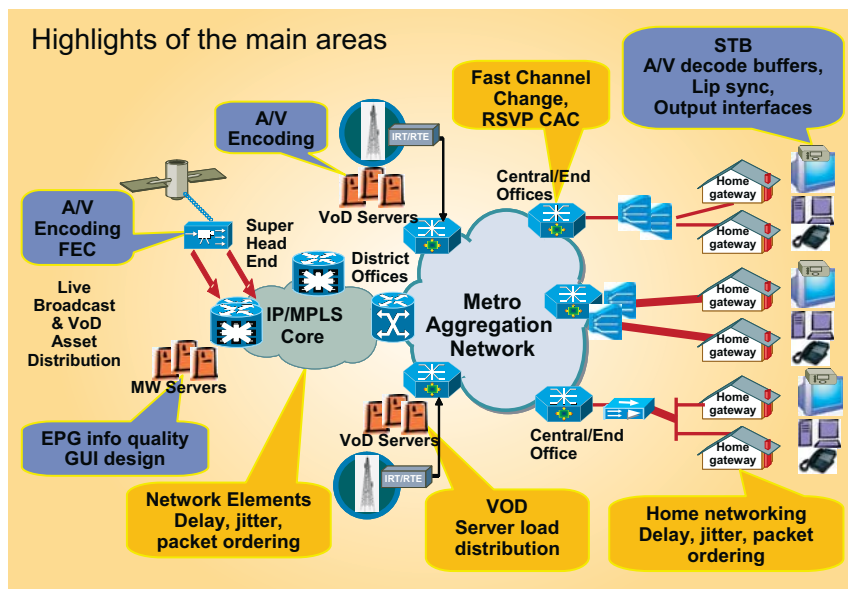 Highlights of the main areas
STB
A/V decode buffers,
Lip sync,
Output interfaces
Fast Channel
Change,
RSVP CAC
A/V
Encoding
IRT/RTE
VoD Servers
Central/End
Offices
Home
gateway
Home
gateway
A/V
Encoding
FEC
Super
Head
End
District
Offices
Live
Broadcast
& VoD
Asset
Distribution
IP/MPLS
Core
Metro
Aggregation
Network
Home
gateway
Home
gateway
MW Servers
EPG info quality
GUI design
VoD Servers
IRT/RTE
Central/End
Office
Home
gateway
Home
gateway
Network Elements
Delay, jitter,
packet ordering
VOD
Server load
distribution
Home networking
Delay, jitter, packet
ordering